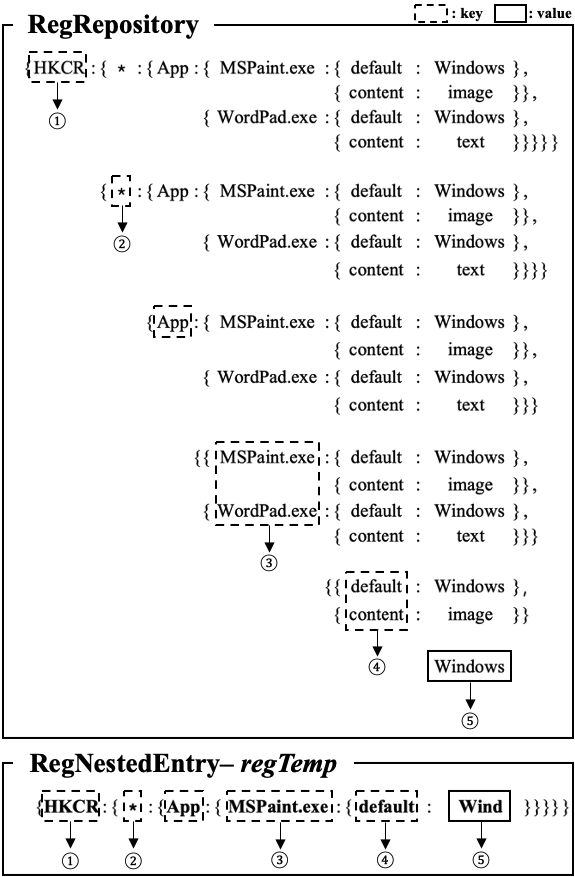 : key : value
RegRepository
{HKCR:{ * :{App:{ MSPaint.exe :{ default : Windows },
{ content : image }},
①
{ WordPad.exe :{ default : Windows },
{ content : text }}}}}
{ * :{App:{ MSPaint.exe :{ default : Windows },
{ content : image }},
②
{ WordPad.exe :{ default : Windows },
{ content : text }}}}
{App:{ MSPaint.exe :{ default : Windows },
{ content : image }},
{ WordPad.exe :{ default : Windows },
{ content : text }}}
{{ MSPaint.exe :{ default : Windows },
{ content : image }},
{ WordPad.exe :{ default : Windows },
{ content : text }}}
③
{{ default : Windows },
{ content : image }}
④
Windows
⑤
RegNestedEntry– regTemp
{HKCR:{ * :{App:{ MSPaint.exe:{ default : Wind }}}}}
① ② ③ ④ ⑤